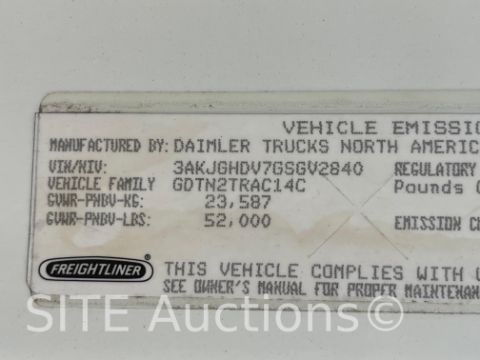 VEHICLE EMISSIO
MANUFACTURED BY: DAIMLER TRUCKS NORTH AMERIC
VIN/NIV: 3AKJGHDV7GSGV2840 REGULATORY
VEHICLE FAMILY GDTN2TRAC14C Pounds
GVWR-PNBV-KG: 23,587
GVWR-PNBV-LBS: 52,000 EMISSION C
FREIGHTLINER
THIS VEHICLE COMPLIES WITH
SEE OWNER'S MANUAL FOR PROPER MAINTENAN
SITE Auctions.com®